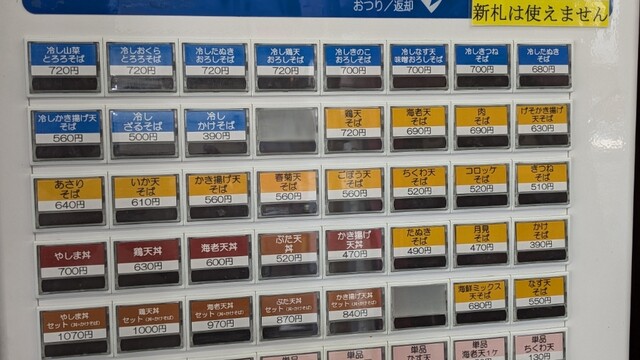 おつり／返却
新札は使えません
冷し山菜
とろろそば
720円
冷しおくら
とろろそば
720円
冷したぬき
おろしそば
720円
冷し鶏天
おろしそば
720円
冷しきのこ
おろしそば
700円
冷しなす天
味噌おろしそば
700円
冷しきつね
そば
700円
冷したぬき
そば
680円
冷しかき揚げ天
そば
560円
冷し
ざるそば
500円
冷し
かけそば
390円
鶏天
そば
720円
海老天
そば
690円
肉
そば
690円
げそかき揚げ天
そば
630円
あさり
そば
640円
いか天
そば
610円
かき揚げ天
そば
560円
春菊天
そば
560円
ごぼう天
そば
560円
ちくわ天
そば
520円
コロッケ
そば
520円
きつね
そば
510円
やしま丼
700円
鶏天丼
630円
海老天丼
600円
ぶた天
丼
520円
かき揚げ
天丼
470円
たぬき
そば
490円
月見
そば
470円
かけ
そば
390円
やしま丼
セット
1070円
鶏天丼
セット
1000円
海老天丼
セット
970円
ぶた天丼
セット
870円
かき揚げ天丼
セット
840円
海鮮ミックス
天そば
680円
なす天
そば
550円
単品
単品
なす天
単品
単品
海老天1ケ
単品
ちくわ天
130円